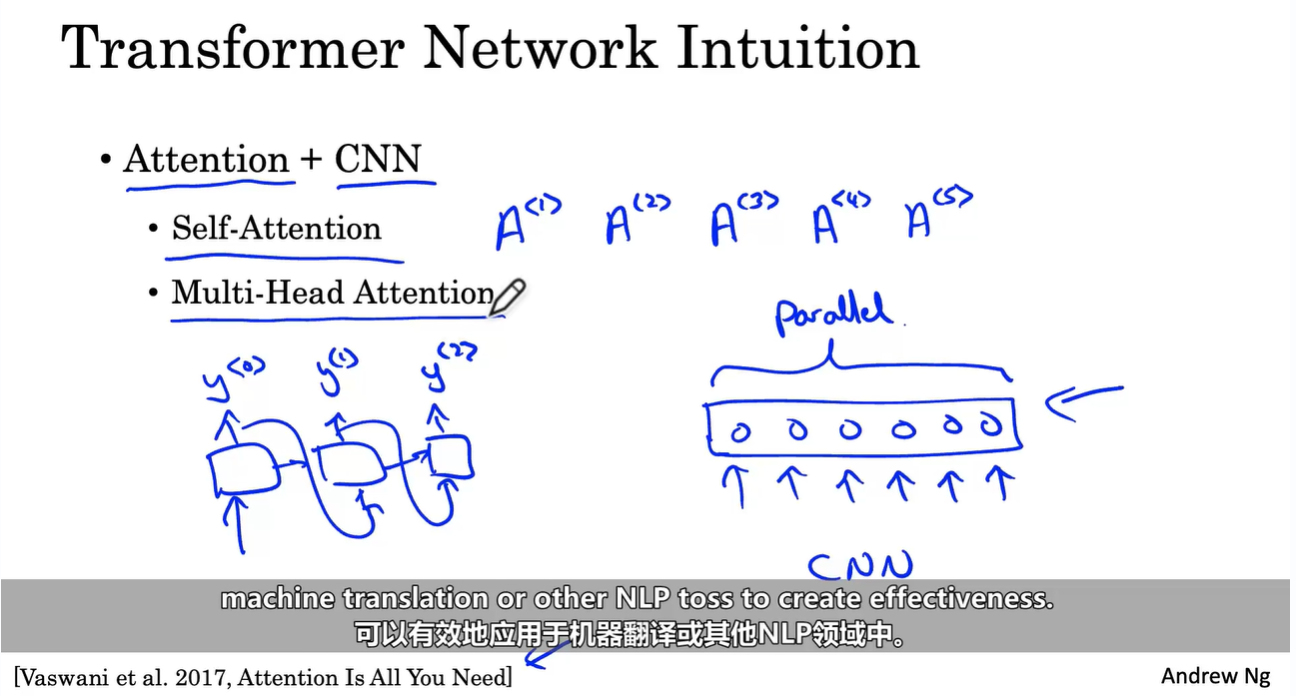 Transformer Network Intuition
• Attention + CNN
• Self-Attention
A<1> A<2> A<3> A<4> A<5>
• Multi-Head Attention
Parallel.
y<0> y<1> y<2>
CNN
machine translation or other NLP toss to create effectiveness.
可以有效地应用于机器翻译或其他NLP领域中。
[Vaswani et al. 2017, Attention Is All You Need]
Andrew Ng